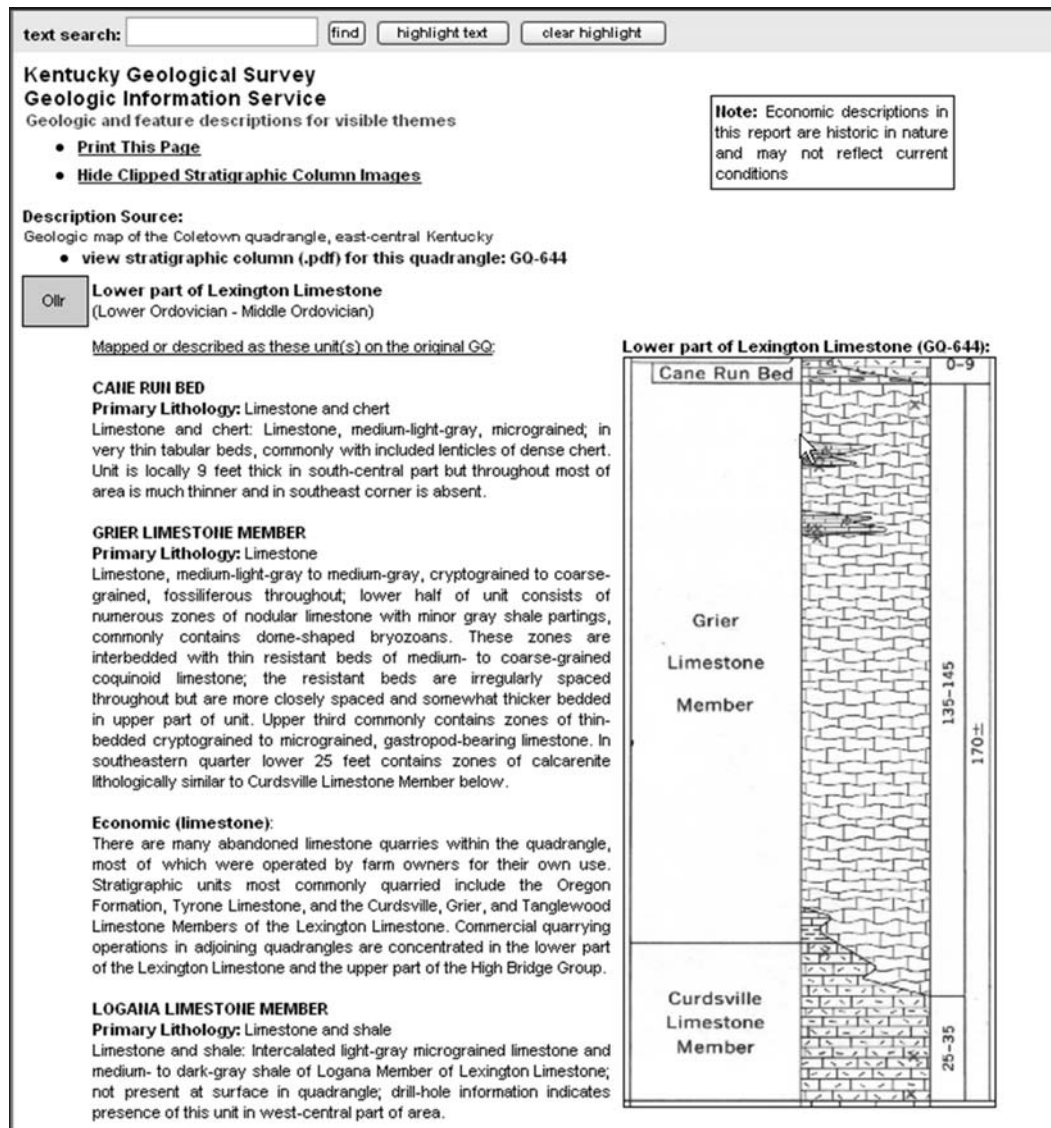 text search: find highlight text clear highlight
Kentucky Geological Survey
Geologic Information Service
Geologic and feature descriptions for visible themes
• Print This Page
• Hide Clipped Stratigraphic Column Images
Note: Economic descriptions in
this report are historic in nature
and may not reflect current
conditions
Description Source:
Geologic map of the Coletown quadrangle, east-central Kentucky
• view stratigraphic column (.pdf) for this quadrangle: GQ-644
Ollr
Lower part of Lexington Limestone
(Lower Ordovician - Middle Ordovician)
Mapped or described as these unit(s) on the original GQ:
CANE RUN BED
Primary Lithology: Limestone and chert
Limestone and chert: Limestone, medium-light-gray, micrograined; in
very thin tabular beds, commonly with included lenticles of dense chert.
Unit is locally 9 feet thick in south-central part but throughout most of
area is much thinner and in southeast corner is absent.
GRIER LIMESTONE MEMBER
Primary Lithology: Limestone
Limestone, medium-light-gray to medium-gray, cryptograined to coarse-
grained, fossiliferous throughout; lower half of unit consists of
numerous zones of nodular limestone with minor gray shale partings,
commonly contains dome-shaped bryozoans. These zones are
interbedded with thin resistant beds of medium- to coarse-grained
coquinoid limestone; the resistant beds are irregularly spaced
throughout but are more closely spaced and somewhat thicker bedded
in upper part of unit. Upper third commonly contains zones of thin-
bedded cryptograined to micrograined, gastropod-bearing limestone. In
southeastern quarter lower 25 feet contains zones of calcarenite
lithologically similar to Curdsville Limestone Member below.
Economic (limestone):
There are many abandoned limestone quarries within the quadrangle,
most of which were operated by farm owners for their own use.
Stratigraphic units most commonly quarried include the Oregon
Formation, Tyrone Limestone, and the Curdsville, Grier, and Tanglewood
Limestone Members of the Lexington Limestone. Commercial quarrying
operations in adjoining quadrangles are concentrated in the lower part
of the Lexington Limestone and the upper part of the High Bridge Group.
LOGANA LIMESTONE MEMBER
Primary Lithology: Limestone and shale
Limestone and shale: Intercalated light-gray micrograined limestone and
medium- to dark-gray shale of Logana Member of Lexington Limestone;
not present at surface in quadrangle; drill-hole information indicates
presence of this unit in west-central part of area.
Lower part of Lexington Limestone (GQ-644):
Cane Run Bed
0-9
Grier
Limestone
Member
135-145
170±
Curdsville
Limestone
Member
25-35